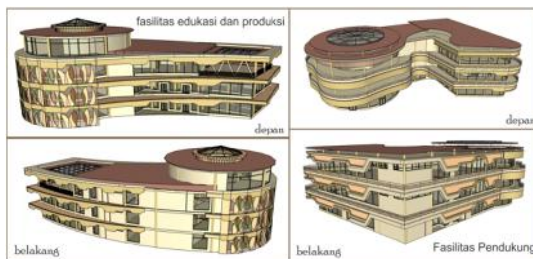 fasilitas edukasi dan produksi
depan
depan
belakang
belakang
Fasilitas Pendukung